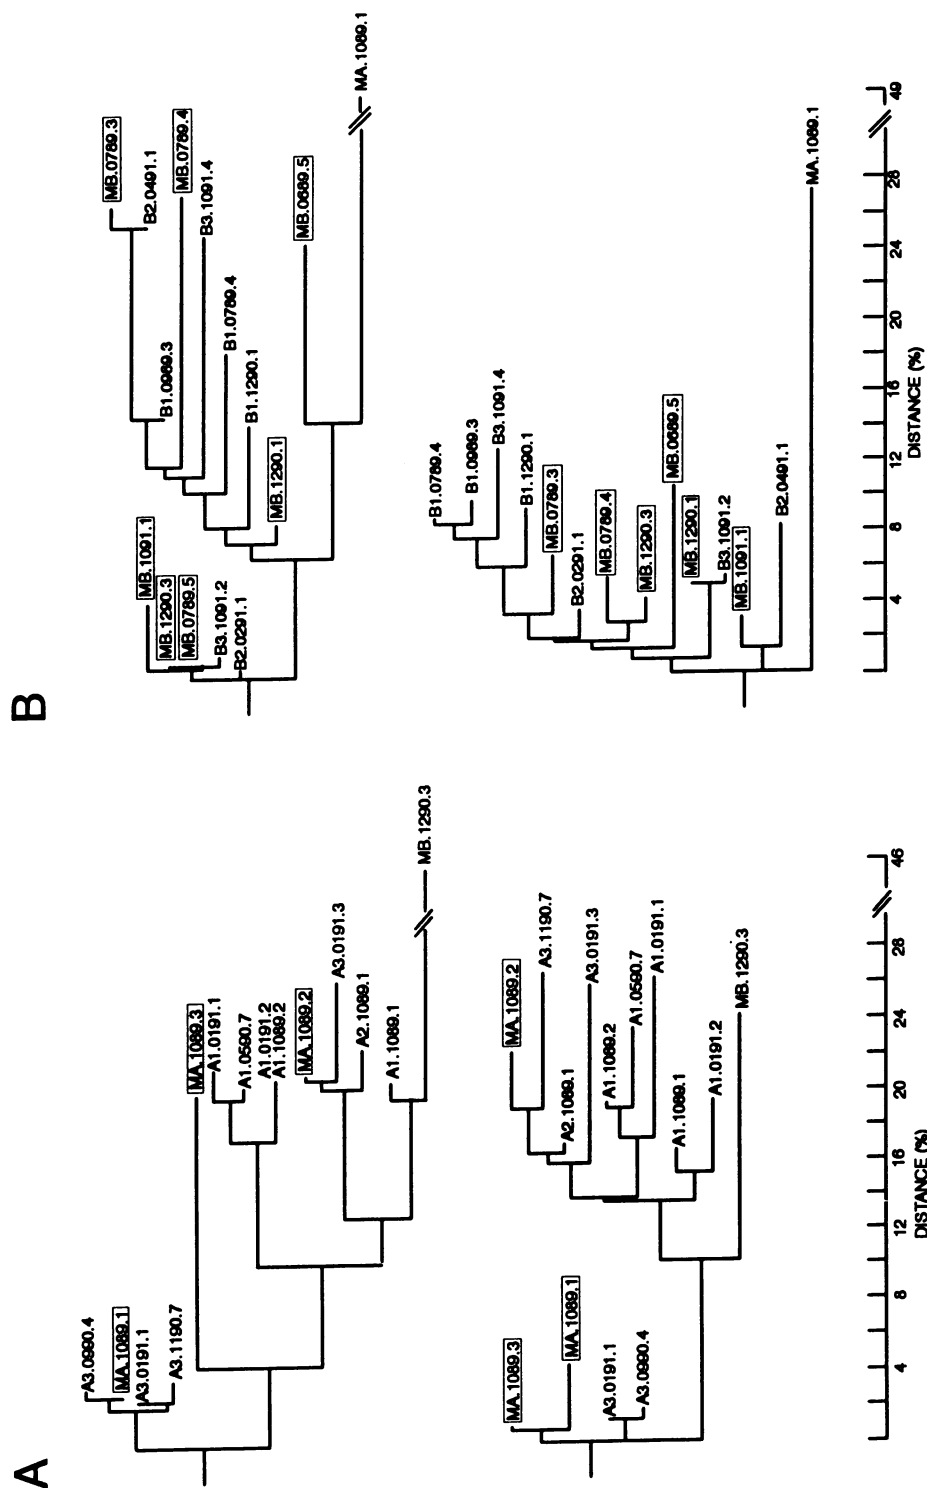 A
A3.0990.4
MA.1089.1
A3.0191.1
A3.1190.7
MA.1089.3
A1.0191.1
A1.0590.7
A1.0191.2
A1.1089.2
MA.1089.2
A3.0191.3
A2.1089.1
A1.1089.1
MB.1290.3
MA.1089.3
MA.1089.1
A3.0191.1
A3.0990.4
MA.1089.2
A3.1190.7
A2.1089.1
A3.0191.3
A1.1089.2
A1.0590.7
A1.0191.1
A1.1089.1
A1.0191.2
MB.1290.3
4 8 12 16 20 24 28 46
DISTANCE (%)
B
MB.1091.1
MB.1290.3
MB.0789.5
B3.1091.2
B2.0291.1
MB.0789.3
B2.0491.1
B1.0989.3
MB.0789.4
B3.1091.4
B1.0789.4
B1.1290.1
MB.1290.1
MB.0689.5
MA.1089.1
B1.0789.4
B1.0989.3
B3.1091.4
B1.1290.1
MB.0789.3
B2.0291.1
MB.0789.4
MB.1290.3
MB.0689.5
MB.1290.1
B3.1091.2
MB.1091.1
B2.0491.1
MA.1089.1
4 8 12 16 20 24 28 49
DISTANCE (%)